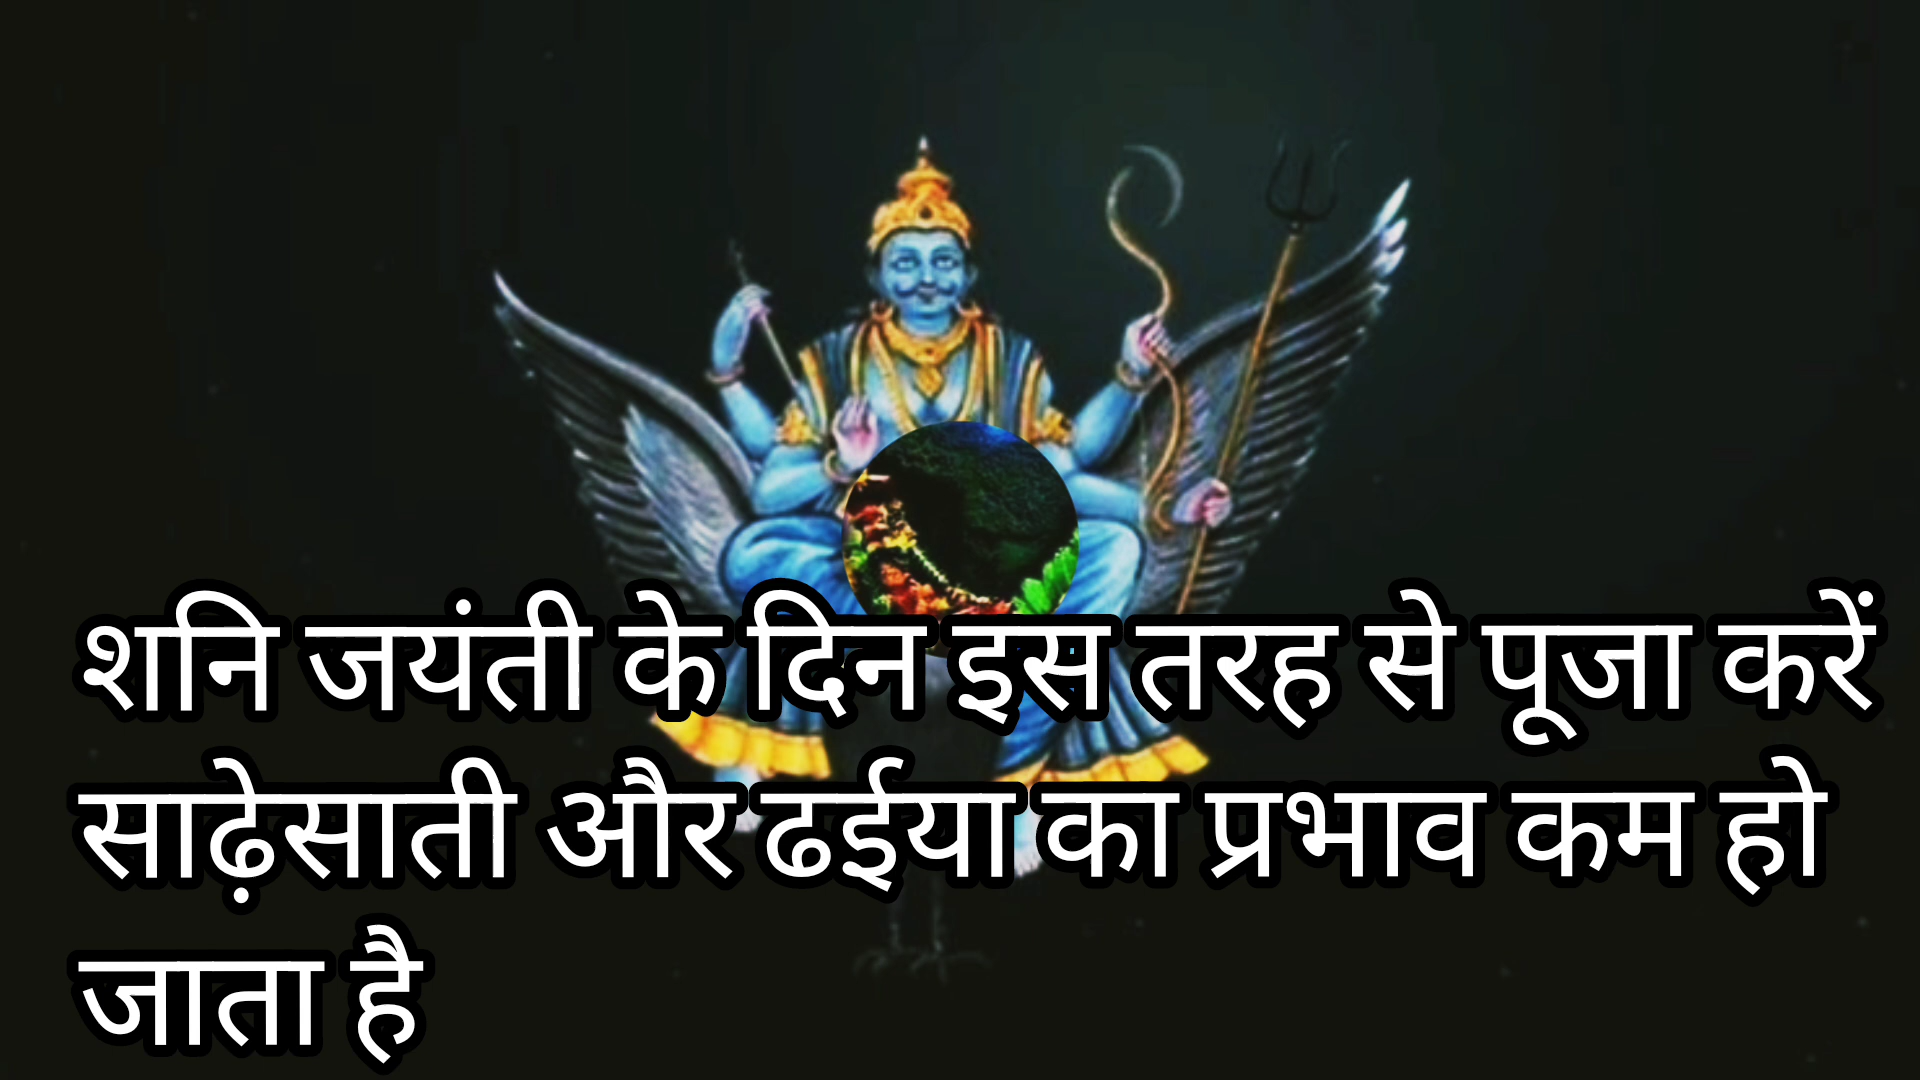 शनि जयंती के दिन इस तरह से पूजा करें
साढ़ेसाती और ढईया का प्रभाव कम हो
जाता है